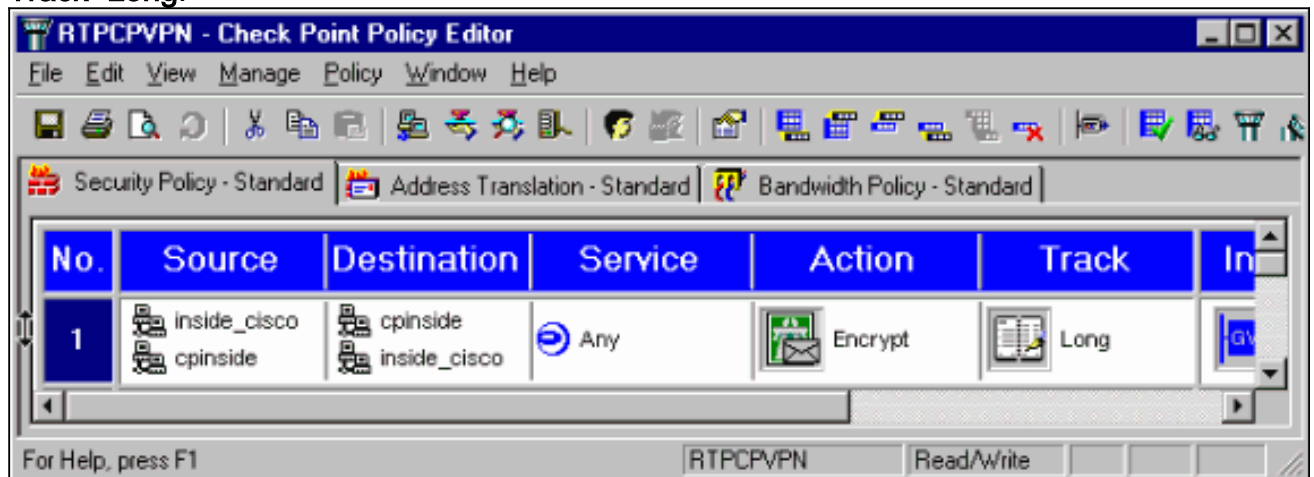 Track=Long.
RTPCPVPN - Check Point Policy Editor
File Edit View Manage Policy Window Help
Security Policy - Standard Address Translation - Standard Bandwidth Policy - Standard
No. Source Destination Service Action Track In
1 inside_cisco cpinside Any Encrypt Long
cpinside inside_cisco
For Help, press F1 RTPCPVPN Read/Write